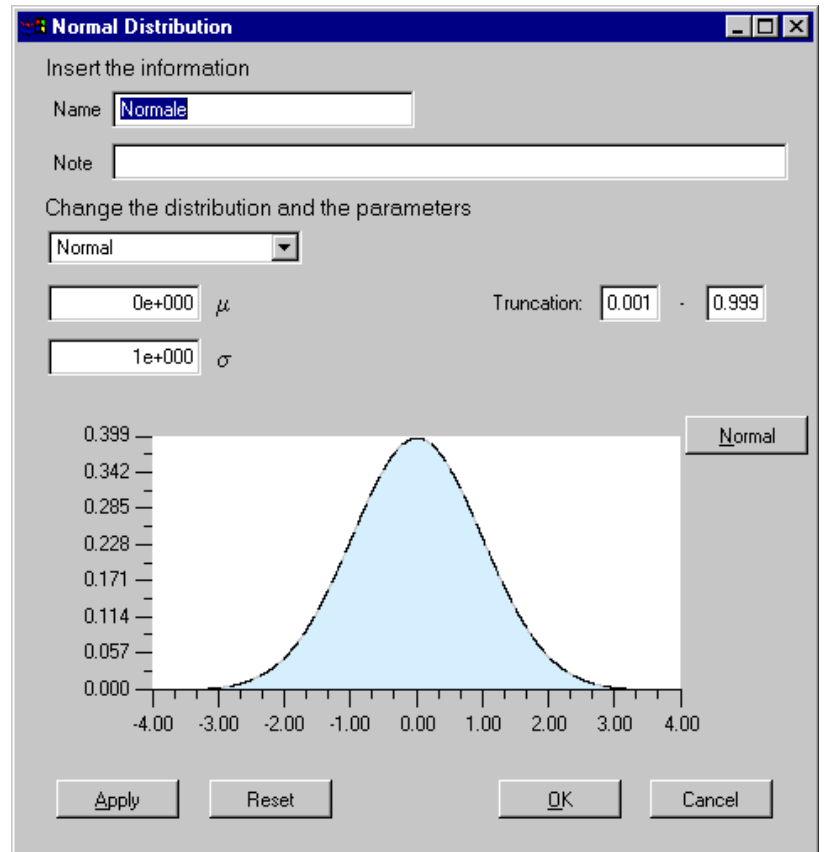 Normal Distribution
Insert the information
Name Normale
Note
Change the distribution and the parameters
Normal
0e+000 μ Truncation: 0.001 - 0.999
1e+000 σ
Normal
0.399
0.342
0.285
0.228
0.171
0.114
0.057
0.000
-4.00 -3.00 -2.00 -1.00 0.00 1.00 2.00 3.00 4.00
Apply Reset OK Cancel